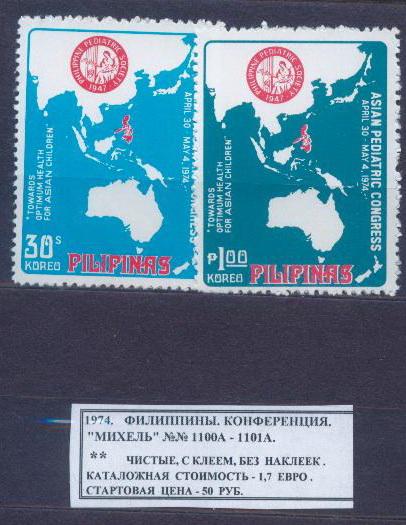 PHILIPPINE PEDIATRIC SOCIETY
• 1947 •
APRIL 30 - MAY 4, 1974
"TOWARDS
OPTIMUM HEALTH
FOR ASIAN CHILDREN"
30s
KOREO
PILIPINAS
PHILIPPINE PEDIATRIC SOCIETY
• 1947 •
ASIAN PEDIATRIC CONGRESS
APRIL 30 - MAY 4, 1974
"TOWARDS
OPTIMUM HEALTH
FOR ASIAN CHILDREN"
₱1.00
KOREO
PILIPINAS
1974. ФИЛИППИНЫ. КОНФЕРЕНЦИЯ.
"МИХЕЛЬ" №№ 1100А - 1101А.
** ЧИСТЫЕ, С КЛЕЕМ, БЕЗ НАКЛЕЕК .
КАТАЛОЖНАЯ СТОИМОСТЬ - 1,7 ЕВРО .
СТАРТОВАЯ ЦЕНА - 50 РУБ.